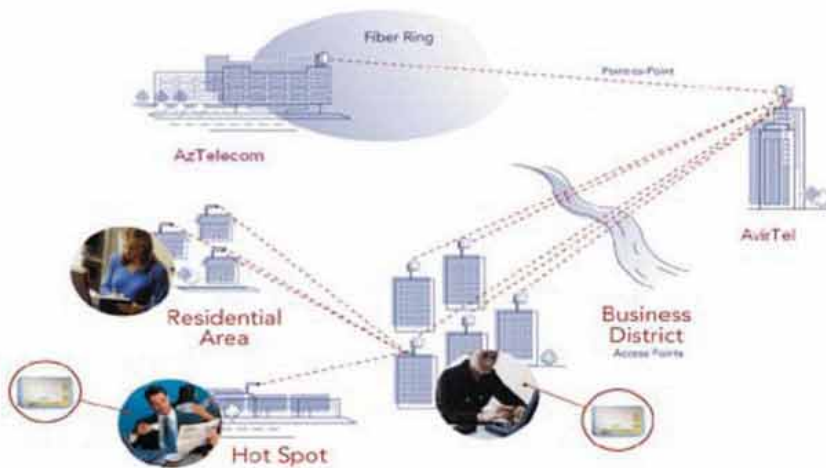 Fiber Ring
Point-to-Point
AzTelecom
AvirTel
Residential
Area
Business
District
Access Points
Hot Spot